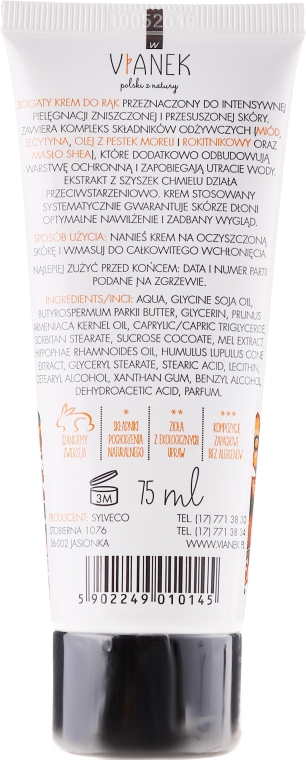 10052019
W
VIANEK
polski z natury
BOGATY KREM DO RĄK PRZEZNACZONY DO INTENSYWNEJ
PIELĘGNACJI ZNISZCZONEJ I PRZESUSZONEJ SKÓRY.
ZAWIERA KOMPLEKS SKŁADNIKÓW ODŻYWCZYCH (MIÓD,
LECYTYNA, OLEJ Z PESTEK MORELI I ROKITNIKOWY ORAZ
MASŁO SHEA), KTÓRE DODATKOWO ODBUDOWUJĄ
WARSTWĘ OCHRONNĄ I ZAPOBIEGAJĄ UTRACIE WODY.
EKSTRAKT Z SZYSZEK CHMIELU DZIAŁA
PRZECIWSTARZENIOWO. KREM STOSOWANY
SYSTEMATYCZNIE GWARANTUJE SKÓRZE DŁONI
OPTYMALNE NAWILŻENIE I ZADBANY WYGLĄD.
SPOSÓB UŻYCIA: NANIEŚ KREM NA OCZYSZCZONĄ
SKÓRĘ I WMASUJ DO CAŁKOWITEGO WCHŁONIĘCIA.
NAJLEPIEJ ZUŻYĆ PRZED KOŃCEM: DATA I NUMER PARTII
PODANE NA ZGRZEWIE.
INGREDIENTS/INCI: AQUA, GLYCINE SOJA OIL,
BUTYROSPERMUM PARKII BUTTER, GLYCERIN, PRUNUS
ARMENIACA KERNEL OIL, CAPRYLIC/CAPRIC TRIGLYCERIDE,
SORBITAN STEARATE, SUCROSE COCOATE, MEL EXTRACT,
HIPPOPHAE RHAMNOIDES OIL, HUMULUS LUPULUS CONE
EXTRACT, GLYCERYL STEARATE, STEARIC ACID, LECITHIN,
CETEARYL ALCOHOL, XANTHAN GUM, BENZYL ALCOHOL,
DEHYDROACETIC ACID, PARFUM.
SZANUJEMY
ZWIERZĘTA
*
SKŁADNIKI
POCHODZENIA
NATURALNEGO
**
ZIOŁA
Z EKOLOGICZNYCH
UPRAW
***
KOMPOZYCJE
ZAPACHOWE
BEZ ALERGENÓW
3M
75 ml
PRODUCENT: SYLVECO
STOBIERNA 1076
36-002 JASIONKA
TEL. (17) 771 38 30
TEL. (17) 771 38 34
WWW.VIANEK.PL
5 902249 010145